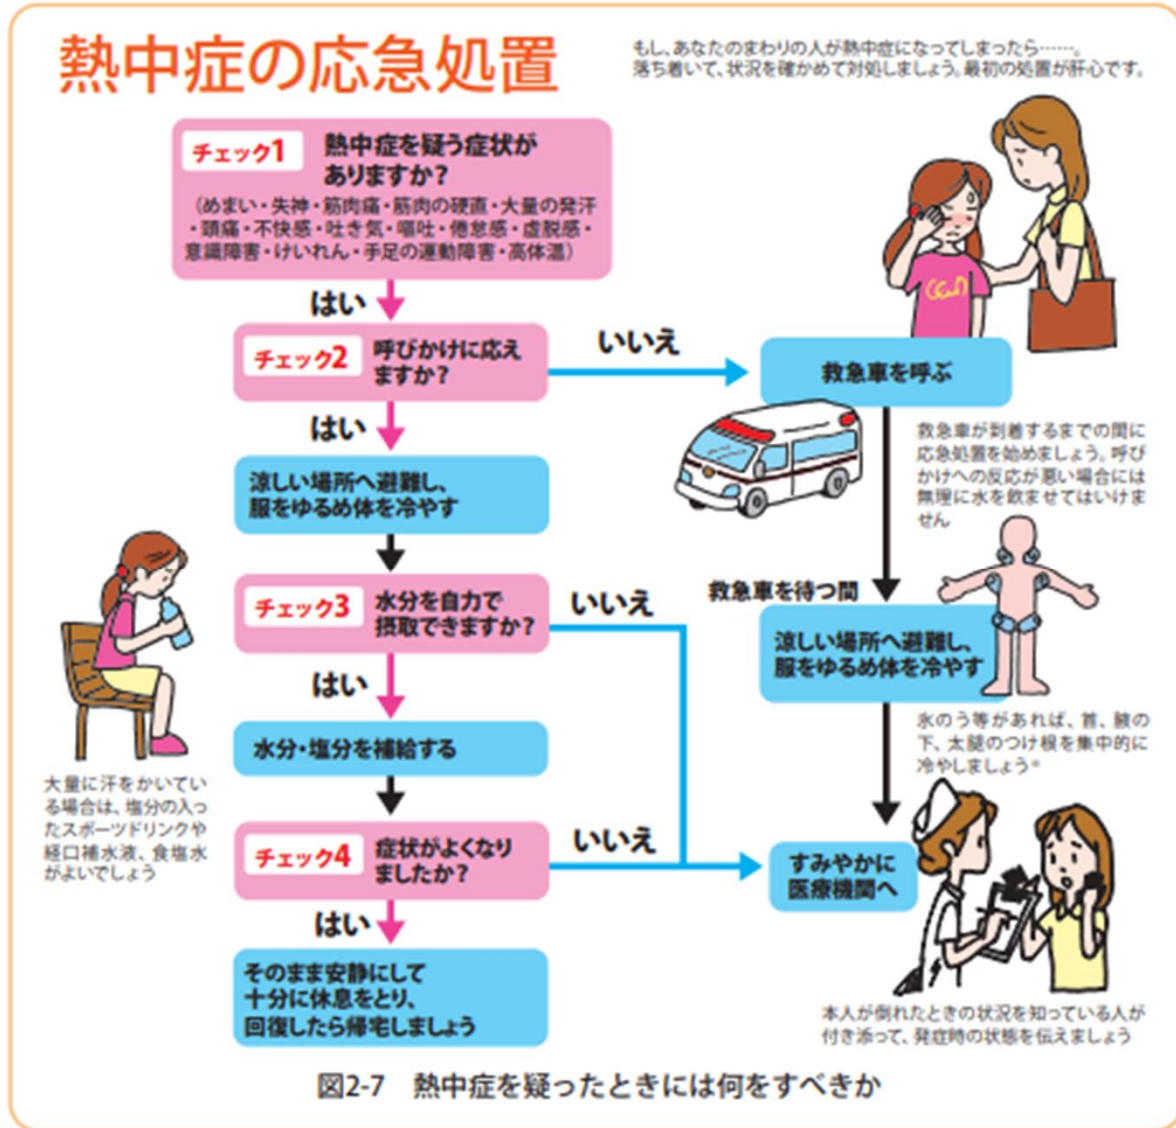 熱中症の応急処置
もし、あなたのまわりの人が熱中症になってしまったら……。
落ち着いて、状況を確かめて対処しましょう。最初の処置が肝心です。
チェック1
熱中症を疑う症状が
ありますか?
(めまい・失神・筋肉痛・筋肉の硬直・大量の発汗
・頭痛・不快感・吐き気・嘔吐・倦怠感・虚脱感・
意識障害・けいれん・手足の運動障害・高体温)
はい
チェック2
呼びかけに応え
ますか?
いいえ
救急車を呼ぶ
救急車が到着するまでの間に
応急処置を始めましょう。呼び
かけへの反応が悪い場合には
無理に水を飲ませてはいけま
せん
はい
涼しい場所へ避難し、
服をゆるめ体を冷やす
救急車を待つ間
涼しい場所へ避難し、
服をゆるめ体を冷やす
氷のう等があれば、首、腋の
下、太腿のつけ根を集中的に
冷やしましょう※
チェック3
水分を自力で
摂取できますか?
いいえ
はい
水分・塩分を補給する
大量に汗をかいてい
る場合は、塩分の入っ
たスポーツドリンクや
経口補水液、食塩水
がよいでしょう
チェック4
症状がよくなり
ましたか?
いいえ
すみやかに
医療機関へ
本人が倒れたときの状況を知っている人が
付き添って、発症時の状態を伝えましょう
はい
そのまま安静にして
十分に休息をとり、
回復したら帰宅しましょう
図2-7 熱中症を疑ったときには何をすべきか